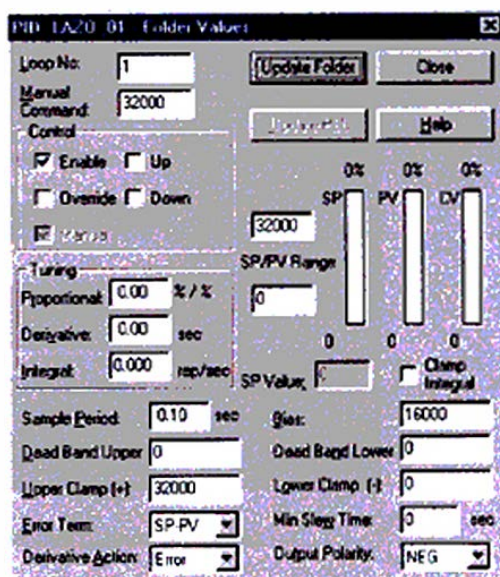 PID LAZO 01 Folder Values
Loop No: 1
Update Folder
Close
Manual Command: 32000
Help
Control
Enable
Up
Override
Down
Manual
0% 0% 0%
SP PV CV
32000
SP/PV Range
0
0 0 0
Tuning
Proportional: 0.00 % / %
Derivative: 0.00 sec
Integral: 0.000 rep/sec
SP Value:
Clamp Integral
Sample Period: 0.10 sec
Bias: 16000
Dead Band Upper 0
Dead Band Lower 0
Upper Clamp (+): 32000
Lower Clamp (-): 0
Error Term: SP-PV
Min Slew Time: 0 sec
Derivative Action: Error
Output Polarity: NEG